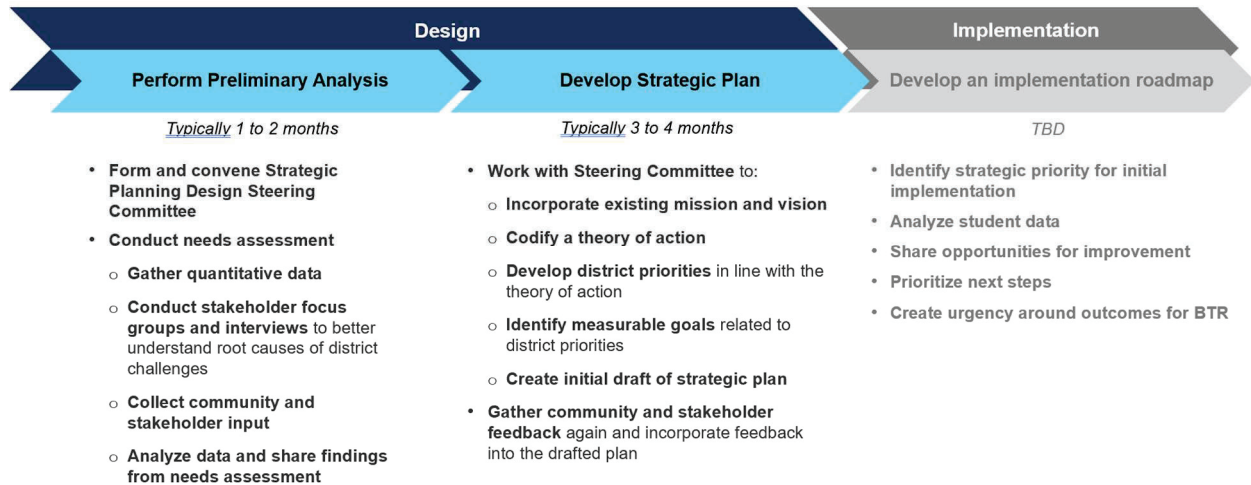 Design
Implementation
Perform Preliminary Analysis
Develop Strategic Plan
Develop an implementation roadmap
Typically 1 to 2 months
Typically 3 to 4 months
TBD
• Form and convene Strategic
Planning Design Steering
Committee
• Conduct needs assessment
o Gather quantitative data
o Conduct stakeholder focus
groups and interviews to better
understand root causes of district
challenges
o Collect community and
stakeholder input
o Analyze data and share findings
from needs assessment
• Work with Steering Committee to:
o Incorporate existing mission and vision
o Codify a theory of action
o Develop district priorities in line with the
theory of action
o Identify measurable goals related to
district priorities
o Create initial draft of strategic plan
• Gather community and stakeholder
feedback again and incorporate feedback
into the drafted plan
• Identify strategic priority for initial
implementation
• Analyze student data
• Share opportunities for improvement
• Prioritize next steps
• Create urgency around outcomes for BTR